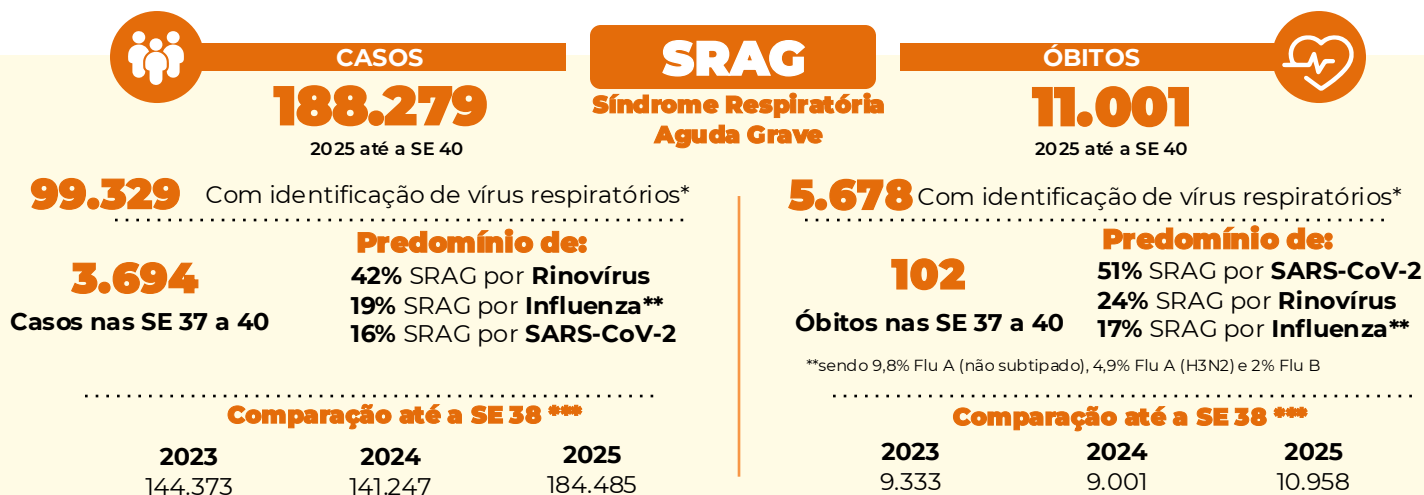 CASOS
188.279
2025 até a SE 40
SRAG
Síndrome Respiratória
Aguda Grave
ÓBITOS
11.001
2025 até a SE 40
99.329 Com identificação de vírus respiratórios*
3.694
Casos nas SE 37 a 40
Predomínio de:
42% SRAG por Rinovírus
19% SRAG por Influenza**
16% SRAG por SARS-CoV-2
Comparação até a SE 38 ***
2023 2024 2025
144.373 141.247 184.485
5.678 Com identificação de vírus respiratórios*
102
Óbitos nas SE 37 a 40
Predomínio de:
51% SRAG por SARS-CoV-2
24% SRAG por Rinovírus
17% SRAG por Influenza**
**sendo 9,8% Flu A (não subtipado), 4,9% Flu A (H3N2) e 2% Flu B
Comparação até a SE 38 ***
2023 2024 2025
9.333 9.001 10.958